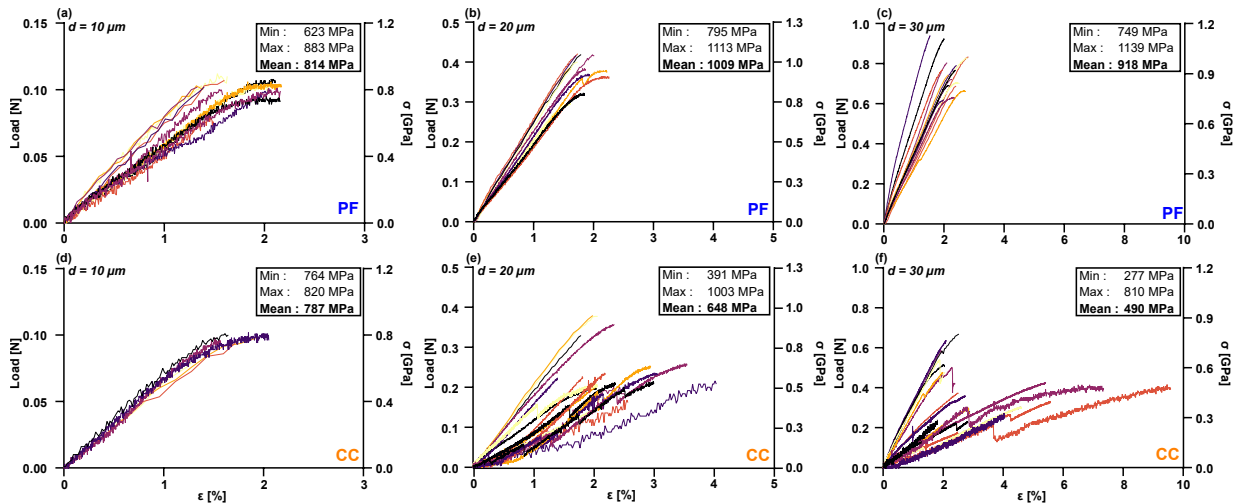 (a)
d = 10 μm
Min : 623 MPa
Max : 883 MPa
Mean : 814 MPa
0.15
0.10
0.05
0.00
Load [N]
1.2
0.8
0.4
0.0
σ [GPa]
PF
0 1 2 3
(b)
d = 20 μm
Min : 795 MPa
Max : 1113 MPa
Mean : 1009 MPa
0.5
0.4
0.3
0.2
0.1
0.0
Load [N]
1.3
1.0
0.8
0.5
0.3
0.0
σ [GPa]
PF
0 1 2 3 4 5
(c)
d = 30 μm
Min : 749 MPa
Max : 1139 MPa
Mean : 918 MPa
1.0
0.8
0.6
0.4
0.2
0.0
Load [N]
1.2
0.9
0.6
0.3
0.0
σ [GPa]
PF
0 2 4 6 8 10
(d)
d = 10 μm
Min : 764 MPa
Max : 820 MPa
Mean : 787 MPa
0.15
0.10
0.05
0.00
Load [N]
1.2
0.8
0.4
0.0
σ [GPa]
CC
0 1 2 3
ε [%]
(e)
d = 20 μm
Min : 391 MPa
Max : 1003 MPa
Mean : 648 MPa
0.5
0.4
0.3
0.2
0.1
0.0
Load [N]
1.3
1.0
0.8
0.5
0.3
0.0
σ [GPa]
CC
0 1 2 3 4 5
ε [%]
(f)
d = 30 μm
Min : 277 MPa
Max : 810 MPa
Mean : 490 MPa
1.0
0.8
0.6
0.4
0.2
0.0
Load [N]
1.2
0.9
0.6
0.3
0.0
σ [GPa]
CC
0 2 4 6 8 10
ε [%]